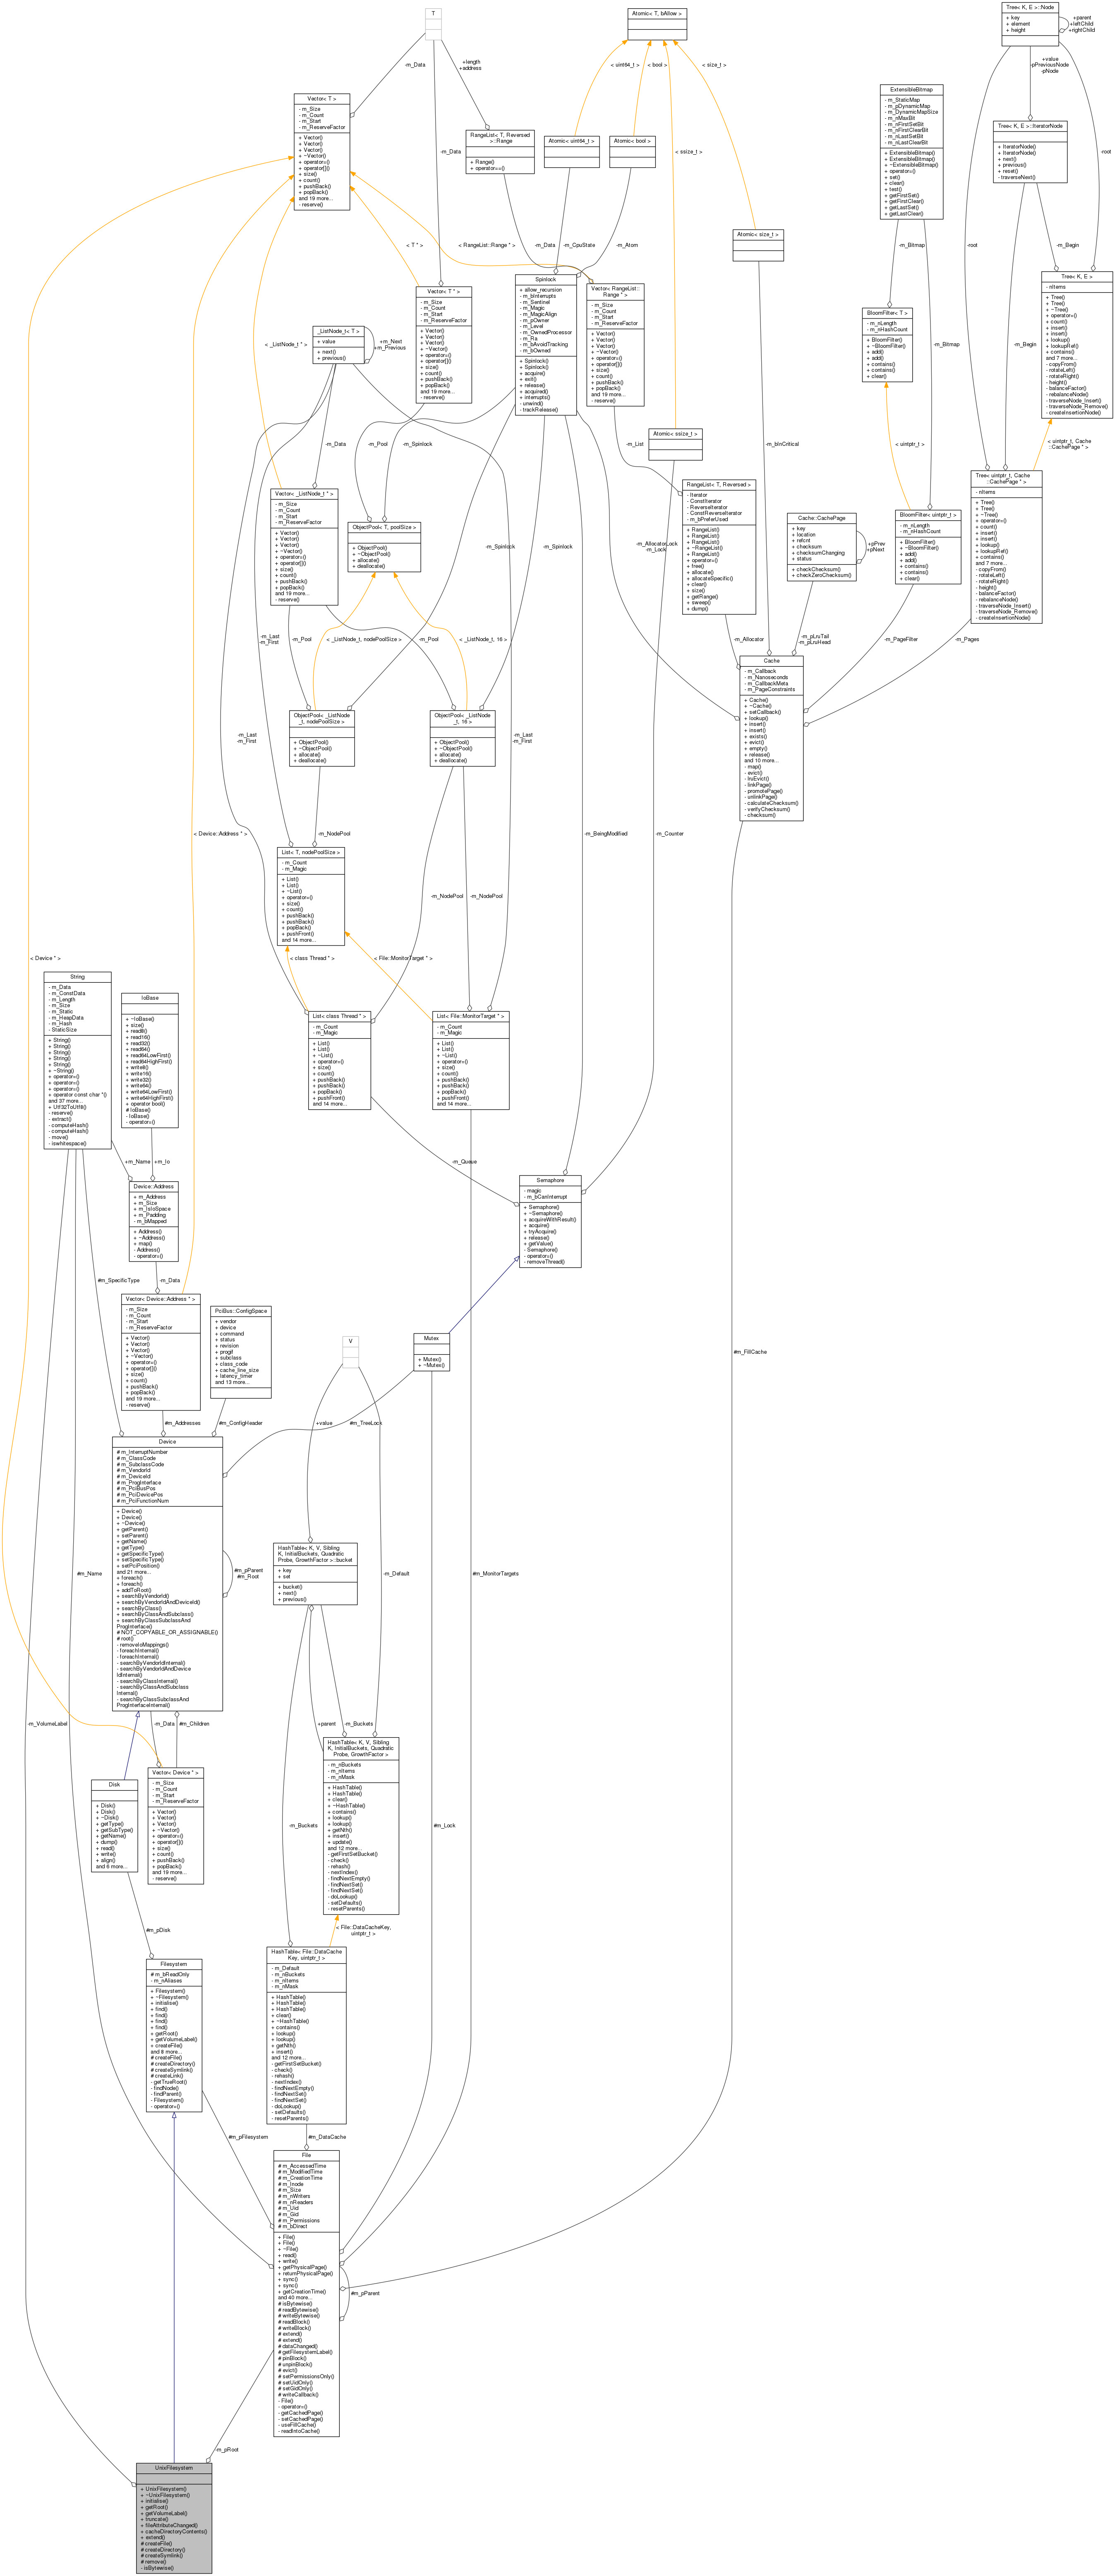 T
Atomic< T, bAllow >
Tree< K, E >::Node
+ key
+ element
+ height
+parent
+leftChild
+rightChild
-m_Data
+length
+address
< uint64_t >
< bool >
< size_t >
+value
-pPreviousNode
-pNode
-root
ExtensibleBitmap
- m_StaticMap
- m_pDynamicMap
- m_DynamicMapSize
- m_nMaxBit
- m_nFirstSetBit
- m_nFirstClearBit
- m_nLastSetBit
- m_nLastClearBit
+ ExtensibleBitmap()
+ ExtensibleBitmap()
+ ~ExtensibleBitmap()
+ operator=()
+ set()
+ clear()
+ test()
+ getFirstSet()
+ getFirstClear()
+ getLastSet()
+ getLastClear()
Vector< T >
- m_Size
- m_Count
- m_Start
- m_ReserveFactor
+ Vector()
+ Vector()
+ Vector()
+ ~Vector()
+ operator=()
+ operator[]()
+ size()
+ count()
+ pushBack()
+ popBack()
and 19 more...
- reserve()
RangeList< T, Reversed
>::Range
+ Range()
+ operator==()
Atomic< uint64_t >
Atomic< bool >
Tree< K, E >::IteratorNode
+ IteratorNode()
+ IteratorNode()
+ next()
+ previous()
+ reset()
- traverseNext()
-m_Data
< ssize_t >
Atomic< size_t >
< T * >
< RangeList::Range * >
-m_Data
-m_CpuState
-m_Atom
-m_Bitmap
-root
-m_Begin
Vector< T * >
- m_Size
- m_Count
- m_Start
- m_ReserveFactor
+ Vector()
+ Vector()
+ Vector()
+ ~Vector()
+ operator=()
+ operator[]()
+ size()
+ count()
+ pushBack()
+ popBack()
and 19 more...
- reserve()
Spinlock
+ allow_recursion
- m_bInterrupts
- m_Sentinel
- m_Magic
- m_MagicAlign
- m_pOwner
- m_Level
- m_OwnedProcessor
- m_Ra
- m_bAvoidTracking
- m_bOwned
+ Spinlock()
+ Spinlock()
+ acquire()
+ exit()
+ release()
+ acquired()
+ interrupts()
- unwind()
- trackRelease()
Vector< RangeList::
Range * >
- m_Size
- m_Count
- m_Start
- m_ReserveFactor
+ Vector()
+ Vector()
+ Vector()
+ ~Vector()
+ operator=()
+ operator[]()
+ size()
+ count()
+ pushBack()
+ popBack()
and 19 more...
- reserve()
Tree< K, E >
- nItems
+ Tree()
+ Tree()
+ ~Tree()
+ operator=()
+ count()
+ insert()
+ insert()
+ lookup()
+ lookupRef()
+ contains()
and 7 more...
- copyFrom()
- rotateLeft()
- rotateRight()
- height()
- balanceFactor()
- rebalanceNode()
- traverseNode_Insert()
- traverseNode_Remove()
- createInsertionNode()
BloomFilter< T >
- m_nLength
- m_nHashCount
+ BloomFilter()
+ ~BloomFilter()
+ add()
+ add()
+ contains()
+ contains()
+ clear()
_ListNode_t< T >
+ value
+ next()
+ previous()
+m_Next
+m_Previous
< _ListNode_t * >
-m_Bitmap
-m_Begin
-m_Data
-m_Pool
-m_Spinlock
-m_List
Atomic< ssize_t >
-m_bInCritical
< uintptr_t >
< uintptr_t, Cache
::CachePage * >
Vector< _ListNode_t * >
- m_Size
- m_Count
- m_Start
- m_ReserveFactor
+ Vector()
+ Vector()
+ Vector()
+ ~Vector()
+ operator=()
+ operator[]()
+ size()
+ count()
+ pushBack()
+ popBack()
and 19 more...
- reserve()
ObjectPool< T, poolSize >
+ ObjectPool()
+ ~ObjectPool()
+ allocate()
+ deallocate()
-m_Spinlock
-m_Spinlock
-m_AllocatorLock
-m_Lock
RangeList< T, Reversed >
- Iterator
- ConstIterator
- ReverseIterator
- ConstReverseIterator
- m_bPreferUsed
+ RangeList()
+ RangeList()
+ RangeList()
+ ~RangeList()
+ RangeList()
+ operator=()
+ free()
+ allocate()
+ allocateSpecific()
+ clear()
+ size()
+ getRange()
+ sweep()
+ dump()
Cache::CachePage
+ key
+ location
+ refcnt
+ checksum
+ checksumChanging
+ status
+ checkChecksum()
+ checkZeroChecksum()
+pPrev
+pNext
BloomFilter< uintptr_t >
- m_nLength
- m_nHashCount
+ BloomFilter()
+ ~BloomFilter()
+ add()
+ add()
+ contains()
+ contains()
+ clear()
Tree< uintptr_t, Cache
::CachePage * >
- nItems
+ Tree()
+ Tree()
+ ~Tree()
+ operator=()
+ count()
+ insert()
+ insert()
+ lookup()
+ lookupRef()
+ contains()
and 7 more...
- copyFrom()
- rotateLeft()
- rotateRight()
- height()
- balanceFactor()
- rebalanceNode()
- traverseNode_Insert()
- traverseNode_Remove()
- createInsertionNode()
-m_Last
-m_First
-m_Pool
< _ListNode_t, nodePoolSize >
-m_Pool
< _ListNode_t, 16 >
-m_Allocator
-m_pLruTail
-m_pLruHead
-m_PageFilter
-m_Pages
Cache
- m_Callback
- m_Nanoseconds
- m_CallbackMeta
- m_PageConstraints
+ Cache()
+ ~Cache()
+ setCallback()
+ lookup()
+ insert()
+ insert()
+ exists()
+ evict()
+ empty()
+ release()
and 10 more...
- map()
- evict()
- lruEvict()
- linkPage()
- promotePage()
- unlinkPage()
- calculateChecksum()
- verifyChecksum()
- checksum()
ObjectPool< _ListNode
_t, nodePoolSize >
+ ObjectPool()
+ ~ObjectPool()
+ allocate()
+ deallocate()
ObjectPool< _ListNode
_t, 16 >
+ ObjectPool()
+ ~ObjectPool()
+ allocate()
+ deallocate()
-m_Last
-m_First
-m_Last
-m_First
< Device::Address * >
-m_NodePool
-m_BeingModified
-m_Counter
List< T, nodePoolSize >
- m_Count
- m_Magic
+ List()
+ List()
+ ~List()
+ operator=()
+ size()
+ count()
+ pushBack()
+ pushBack()
+ popBack()
+ pushFront()
and 14 more...
-m_NodePool
-m_NodePool
< Device * >
< class Thread * >
< File::MonitorTarget * >
String
- m_Data
- m_ConstData
- m_Length
- m_Size
- m_Static
- m_HeapData
- m_Hash
- StaticSize
+ String()
+ String()
+ String()
+ String()
+ String()
+ ~String()
+ operator=()
+ operator=()
+ operator=()
+ operator const char *()
and 37 more...
+ Utf32ToUtf8()
- reserve()
- extract()
- computeHash()
- computeHash()
- move()
- iswhitespace()
IoBase
+ ~IoBase()
+ size()
+ read8()
+ read16()
+ read32()
+ read64()
+ read64LowFirst()
+ read64HighFirst()
+ write8()
+ write16()
+ write32()
+ write64()
+ write64LowFirst()
+ write64HighFirst()
+ operator bool()
# IoBase()
- IoBase()
- operator=()
List< class Thread * >
- m_Count
- m_Magic
+ List()
+ List()
+ ~List()
+ operator=()
+ size()
+ count()
+ pushBack()
+ pushBack()
+ popBack()
+ pushFront()
and 14 more...
List< File::MonitorTarget * >
- m_Count
- m_Magic
+ List()
+ List()
+ ~List()
+ operator=()
+ size()
+ count()
+ pushBack()
+ pushBack()
+ popBack()
+ pushFront()
and 14 more...
+m_Name
+m_Io
-m_Queue
Device::Address
+ m_Address
+ m_Size
+ m_IsIoSpace
+ m_Padding
- m_bMapped
+ Address()
+ ~Address()
+ map()
- Address()
- operator=()
Semaphore
- magic
- m_bCanInterrupt
+ Semaphore()
+ ~Semaphore()
+ acquireWithResult()
+ acquire()
+ tryAcquire()
+ release()
+ getValue()
- Semaphore()
- operator=()
- removeThread()
#m_SpecificType
-m_Data
Vector< Device::Address * >
- m_Size
- m_Count
- m_Start
- m_ReserveFactor
+ Vector()
+ Vector()
+ Vector()
+ ~Vector()
+ operator=()
+ operator[]()
+ size()
+ count()
+ pushBack()
+ popBack()
and 19 more...
- reserve()
PciBus::ConfigSpace
+ vendor
+ device
+ command
+ status
+ revision
+ progif
+ subclass
+ class_code
+ cache_line_size
+ latency_timer
and 13 more...
V
Mutex
+ Mutex()
+ ~Mutex()
#m_FillCache
#m_Addresses
#m_ConfigHeader
+value
#m_TreeLock
Device
# m_InterruptNumber
# m_ClassCode
# m_SubclassCode
# m_VendorId
# m_DeviceId
# m_ProgInterface
# m_PciBusPos
# m_PciDevicePos
# m_PciFunctionNum
+ Device()
+ Device()
+ ~Device()
+ getParent()
+ setParent()
+ getName()
+ getType()
+ getSpecificType()
+ setSpecificType()
+ setPciPosition()
and 21 more...
+ foreach()
+ foreach()
+ addToRoot()
+ searchByVendorId()
+ searchByVendorIdAndDeviceId()
+ searchByClass()
+ searchByClassAndSubclass()
+ searchByClassSubclassAnd
ProgInterface()
# NOT_COPYABLE_OR_ASSIGNABLE()
# root()
- removeIoMappings()
- foreachInternal()
- foreachInternal()
- searchByVendorIdInternal()
- searchByVendorIdAndDevice
IdInternal()
- searchByClassInternal()
- searchByClassAndSubclass
Internal()
- searchByClassSubclassAnd
ProgInterfaceInternal()
#m_pParent
#m_Root
HashTable< K, V, Sibling
K, InitialBuckets, Quadratic
Probe, GrowthFactor >::bucket
+ key
+ set
+ bucket()
+ next()
+ previous()
#m_Name
-m_Default
#m_MonitorTargets
-m_VolumeLabel
-m_Data
#m_Children
+parent
-m_Buckets
HashTable< K, V, Sibling
K, InitialBuckets, Quadratic
Probe, GrowthFactor >
- m_nBuckets
- m_nItems
- m_nMask
+ HashTable()
+ HashTable()
+ clear()
+ ~HashTable()
+ contains()
+ lookup()
+ lookup()
+ getNth()
+ insert()
+ update()
and 12 more...
- getFirstSetBucket()
- check()
- rehash()
- nextIndex()
- findNextEmpty()
- findNextSet()
- findNextSet()
- doLookup()
- setDefaults()
- resetParents()
Disk
+ Disk()
+ Disk()
+ ~Disk()
+ getType()
+ getSubType()
+ getName()
+ dump()
+ read()
+ write()
+ align()
and 6 more...
Vector< Device * >
- m_Size
- m_Count
- m_Start
- m_ReserveFactor
+ Vector()
+ Vector()
+ Vector()
+ ~Vector()
+ operator=()
+ operator[]()
+ size()
+ count()
+ pushBack()
+ popBack()
and 19 more...
- reserve()
-m_Buckets
#m_Lock
#m_pDisk
< File::DataCacheKey,
uintptr_t >
Filesystem
# m_bReadOnly
- m_nAliases
+ Filesystem()
+ ~Filesystem()
+ initialise()
+ find()
+ find()
+ find()
+ find()
+ getRoot()
+ getVolumeLabel()
+ createFile()
and 8 more...
# createFile()
# createDirectory()
# createSymlink()
# createLink()
- getTrueRoot()
- findNode()
- findParent()
- Filesystem()
- operator=()
HashTable< File::DataCache
Key, uintptr_t >
- m_Default
- m_nBuckets
- m_nItems
- m_nMask
+ HashTable()
+ HashTable()
+ HashTable()
+ clear()
+ ~HashTable()
+ contains()
+ lookup()
+ lookup()
+ getNth()
+ insert()
and 12 more...
- getFirstSetBucket()
- check()
- rehash()
- nextIndex()
- findNextEmpty()
- findNextSet()
- findNextSet()
- doLookup()
- setDefaults()
- resetParents()
#m_pFilesystem
#m_DataCache
File
# m_AccessedTime
# m_ModifiedTime
# m_CreationTime
# m_Inode
# m_Size
# m_nWriters
# m_nReaders
# m_Uid
# m_Gid
# m_Permissions
# m_bDirect
+ File()
+ File()
+ ~File()
+ read()
+ write()
+ getPhysicalPage()
+ returnPhysicalPage()
+ sync()
+ sync()
+ getCreationTime()
and 40 more...
# isBytewise()
# readBytewise()
# writeBytewise()
# readBlock()
# writeBlock()
# extend()
# extend()
# dataChanged()
# getFilesystemLabel()
# pinBlock()
# unpinBlock()
# evict()
# setPermissionsOnly()
# setUidOnly()
# setGidOnly()
# writeCallback()
- File()
- operator=()
- getCachedPage()
- setCachedPage()
- useFillCache()
- readIntoCache()
#m_pParent
-m_pRoot
UnixFilesystem
+ UnixFilesystem()
+ ~UnixFilesystem()
+ initialise()
+ getRoot()
+ getVolumeLabel()
+ truncate()
+ fileAttributeChanged()
+ cacheDirectoryContents()
+ extend()
# createFile()
# createDirectory()
# createSymlink()
# remove()
- isBytewise()